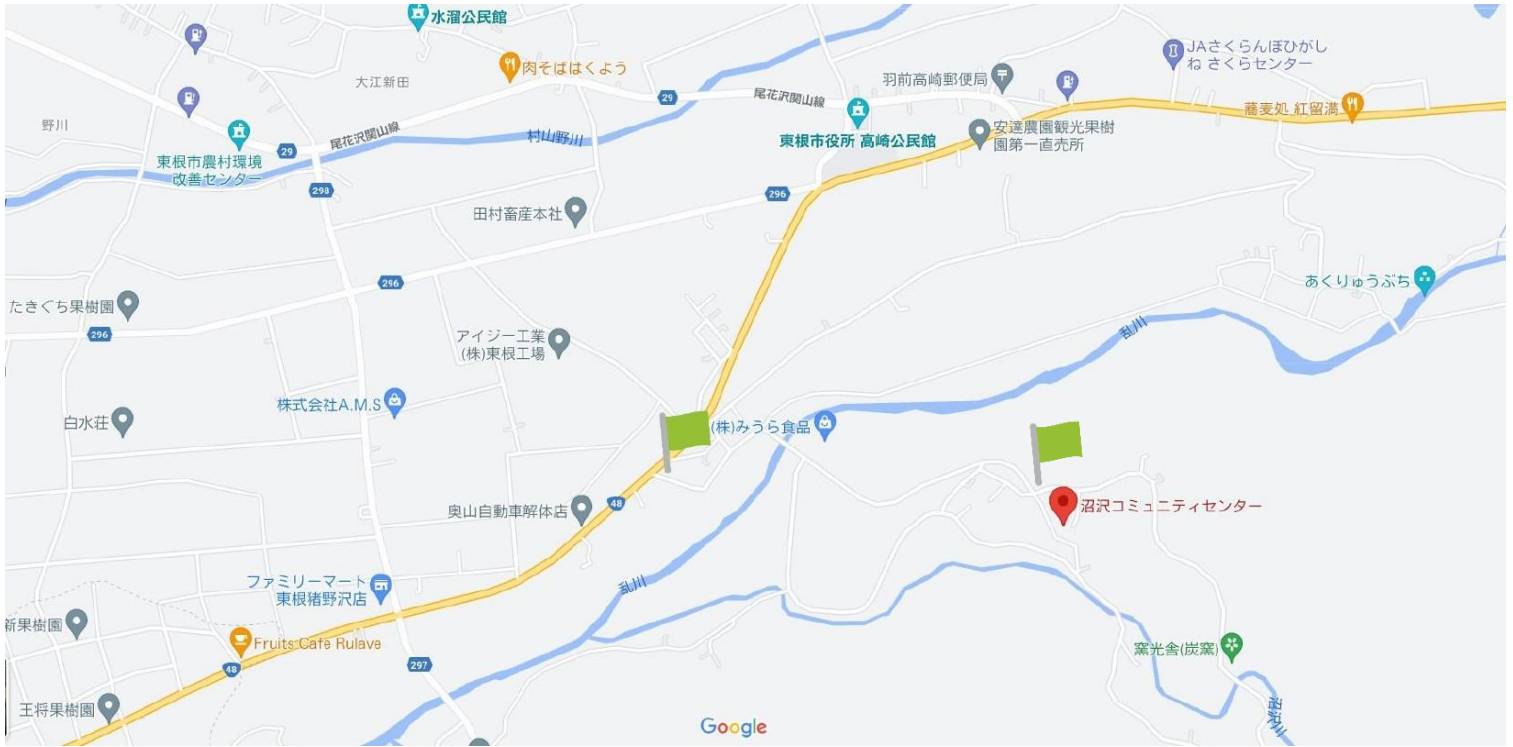 水溜公民館
大江新田
肉そばはくよう
29
尾花沢関山線
羽前高崎郵便局
JAさくらんぼひがし
ね さくらセンター
蕎麦処 紅留満
野川
東根市農村環境
改善センター
29
尾花沢関山線
村山野川
東根市役所 高崎公民館
安達農園観光果樹
園第一直売所
298
296
田村畜産本社
296
あくりゅうぶち
たきぐち果樹園
296
アイジー工業
(株)東根工場
乱川
株式会社A.M.S
白水荘
(株)みうら食品
奥山自動車解体店
48
沼沢コミュニティセンター
ファミリーマート
東根猪野沢店
乱川
新果樹園
Fruits Cafe Rulave
48
297
窯光舎(炭窯)
王将果樹園
沼沢川
Google